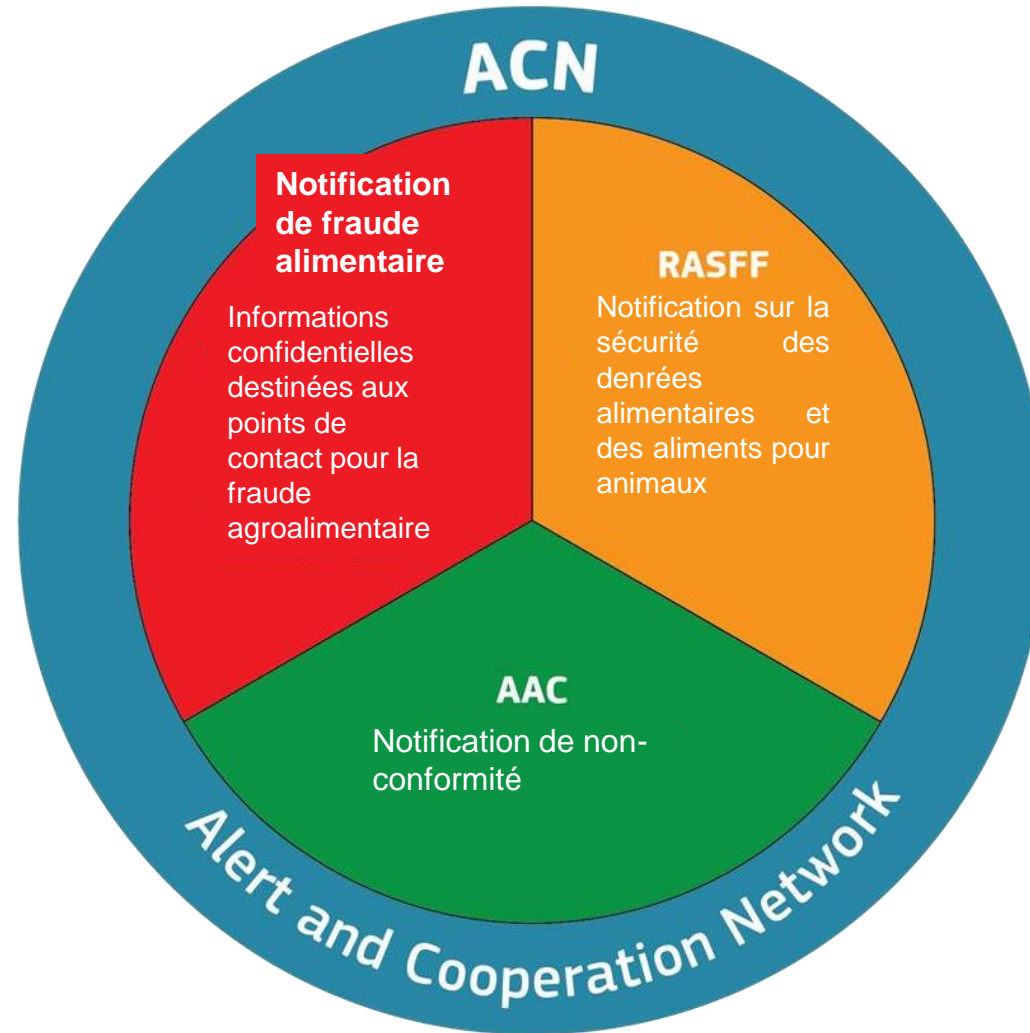 ACN
Notification
de fraude
alimentaire
Informations
confidentielles
destinées aux
points de
contact pour la
fraude
agroalimentaire
RASFF
Notification sur la
sécurité des
denrées
alimentaires et
des aliments pour
animaux
AAC
Notification de non-
conformité
Alert and Cooperation Network